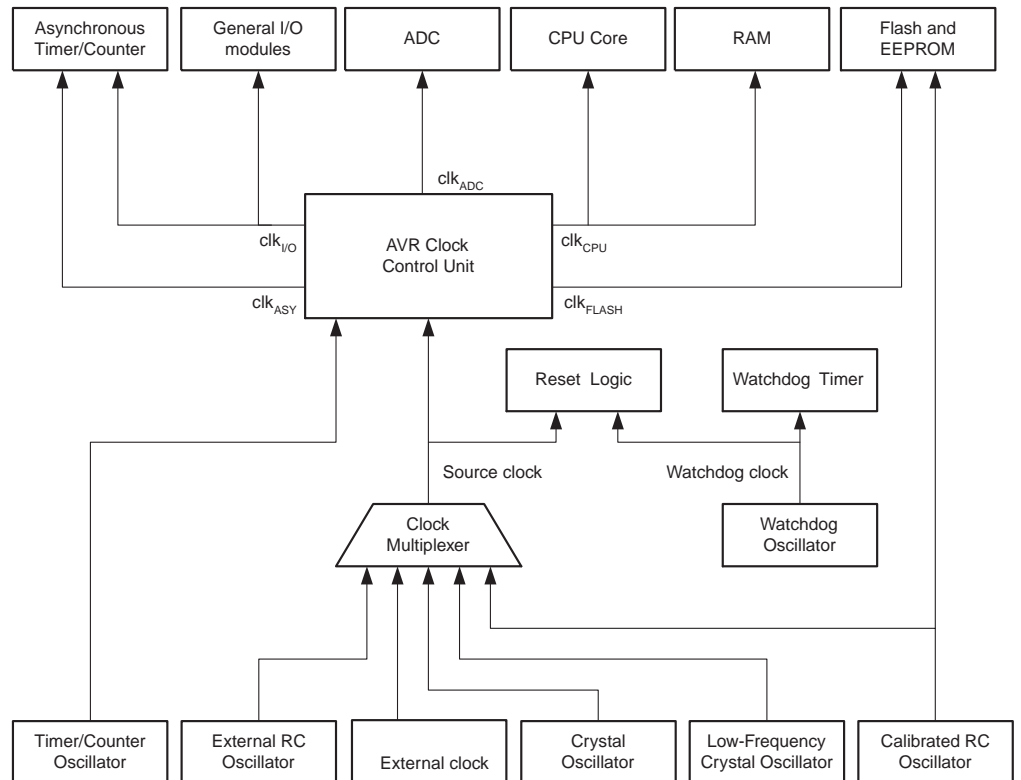 Asynchronous
Timer/Counter
General I/O
modules
ADC
CPU Core
RAM
Flash and
EEPROM
clkADC
clkI/O
AVR Clock
Control Unit
clkCPU
clkASY
clkFLASH
Reset Logic
Watchdog Timer
Source clock
Watchdog clock
Clock
Multiplexer
Watchdog
Oscillator
Timer/Counter
Oscillator
External RC
Oscillator
External clock
Crystal
Oscillator
Low-Frequency
Crystal Oscillator
Calibrated RC
Oscillator